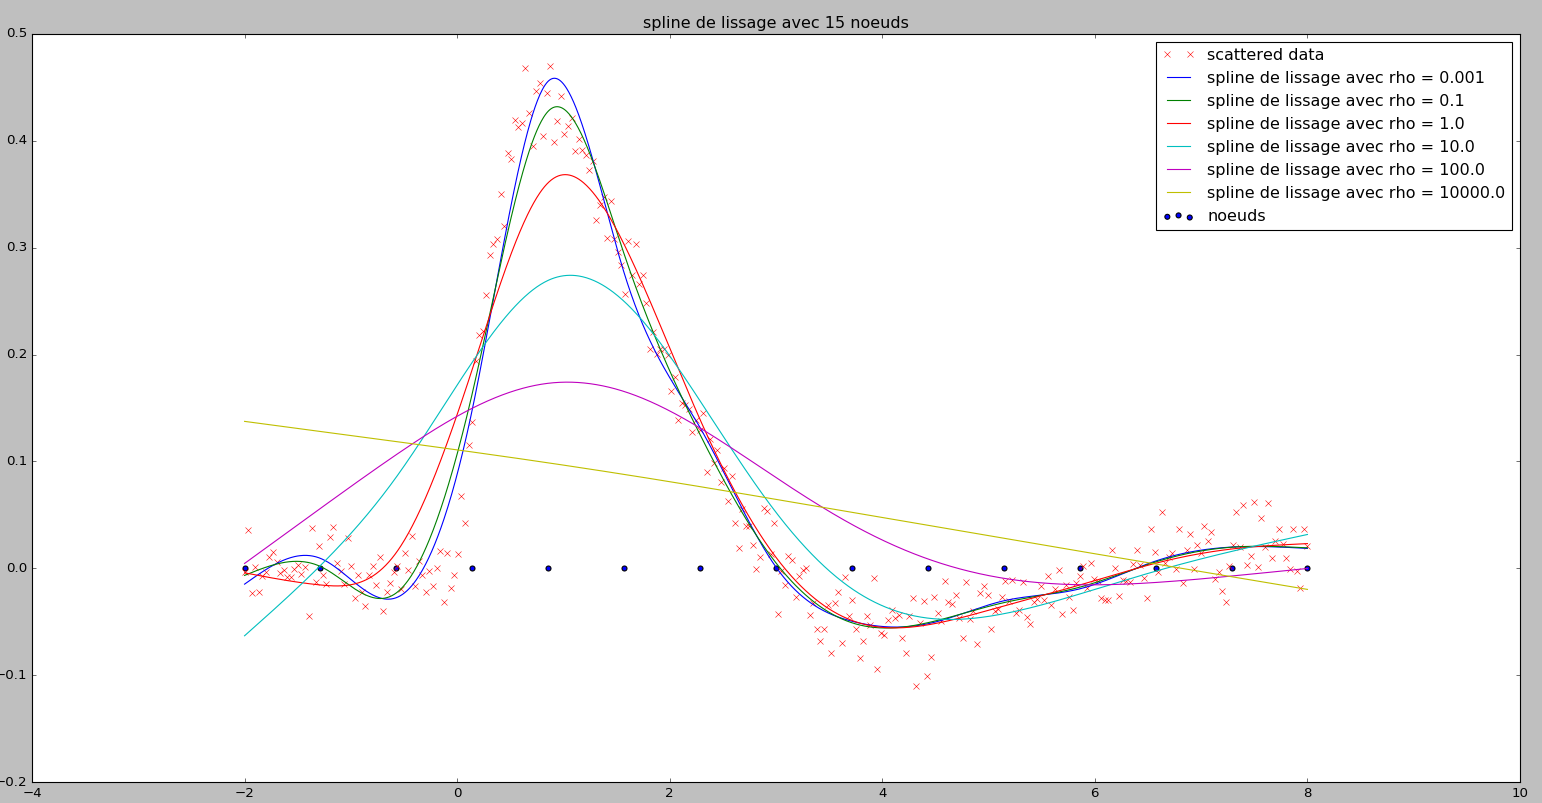 spline de lissage avec 15 noeuds
0.5
0.4
0.3
0.2
0.1
0.0
−0.1
−0.2
−4
−2
0
2
4
6
8
10
scattered data
spline de lissage avec rho = 0.001
spline de lissage avec rho = 0.1
spline de lissage avec rho = 1.0
spline de lissage avec rho = 10.0
spline de lissage avec rho = 100.0
spline de lissage avec rho = 10000.0
noeuds